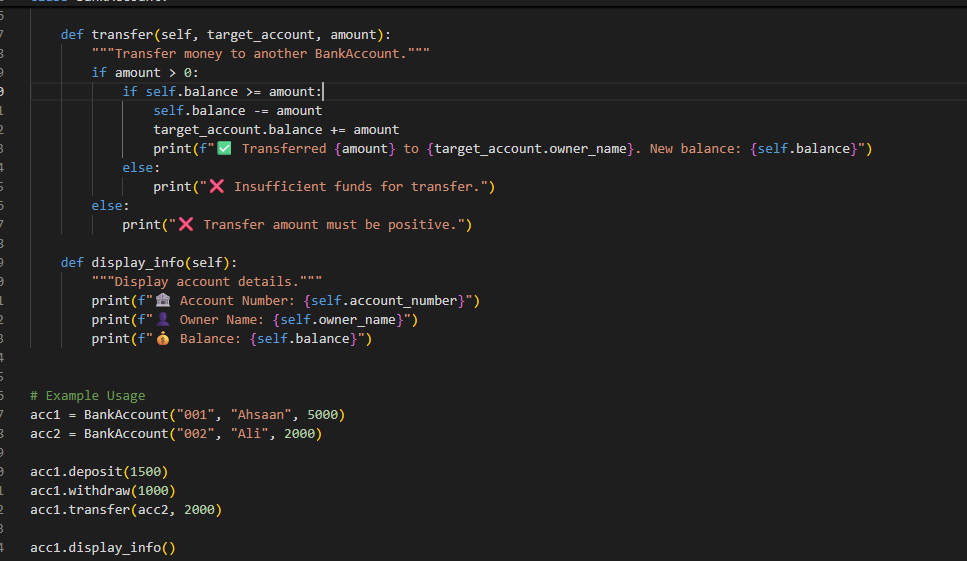 def transfer(self, target_account, amount):
"""Transfer money to another BankAccount."""
if amount > 0:
if self.balance >= amount:
self.balance -= amount
target_account.balance += amount
print(f"✅ Transferred {amount} to {target_account.owner_name}. New balance: {self.balance}")
else:
print("❌ Insufficient funds for transfer.")
else:
print("❌ Transfer amount must be positive.")
def display_info(self):
"""Display account details."""
print(f"🏦 Account Number: {self.account_number}")
print(f"👤 Owner Name: {self.owner_name}")
print(f"💰 Balance: {self.balance}")
# Example Usage
acc1 = BankAccount("001", "Ahsaan", 5000)
acc2 = BankAccount("002", "Ali", 2000)
acc1.deposit(1500)
acc1.withdraw(1000)
acc1.transfer(acc2, 2000)
acc1.display_info()